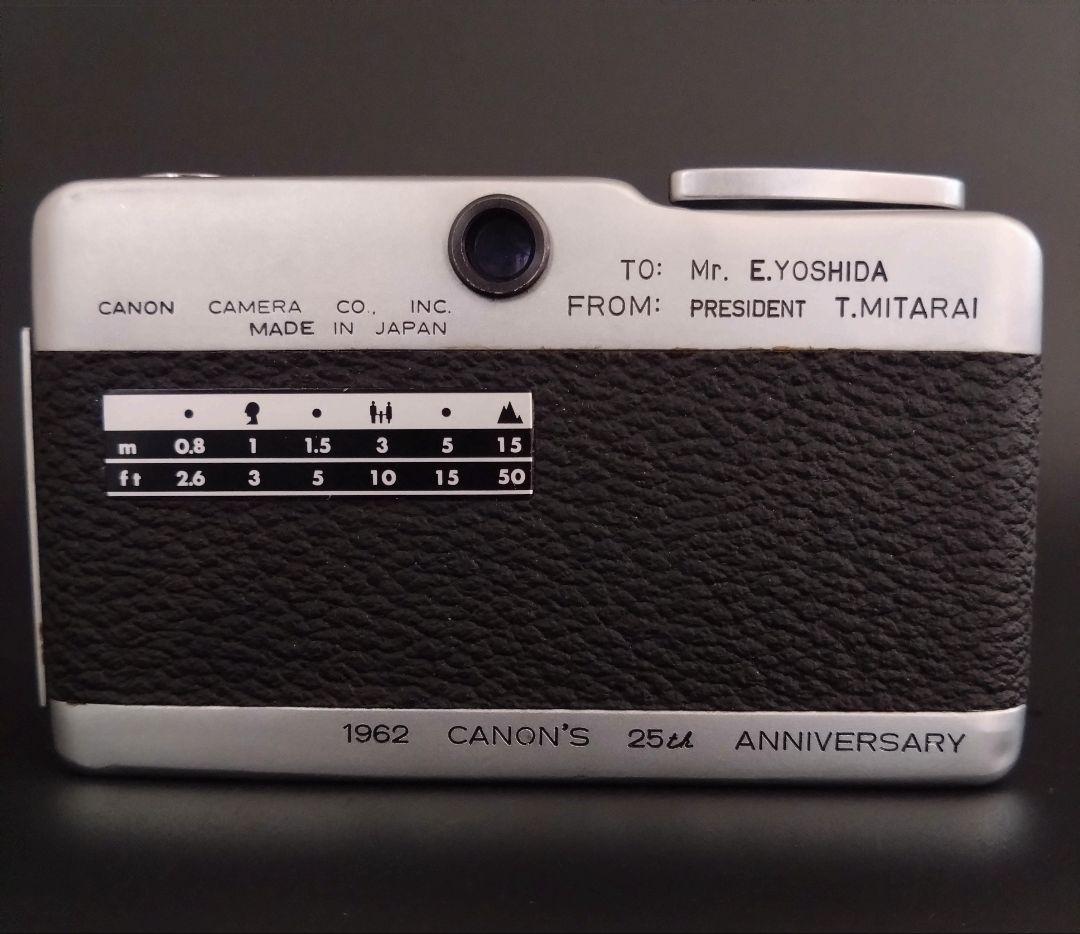 TO: Mr. E.YOSHIDA
FROM: PRESIDENT T.MITARAI
CANON CAMERA CO., INC.
MADE IN JAPAN
m 0.8 1 1.5 3 5 15
ft 2.6 3 5 10 15 50
1962 CANON'S 25th ANNIVERSARY